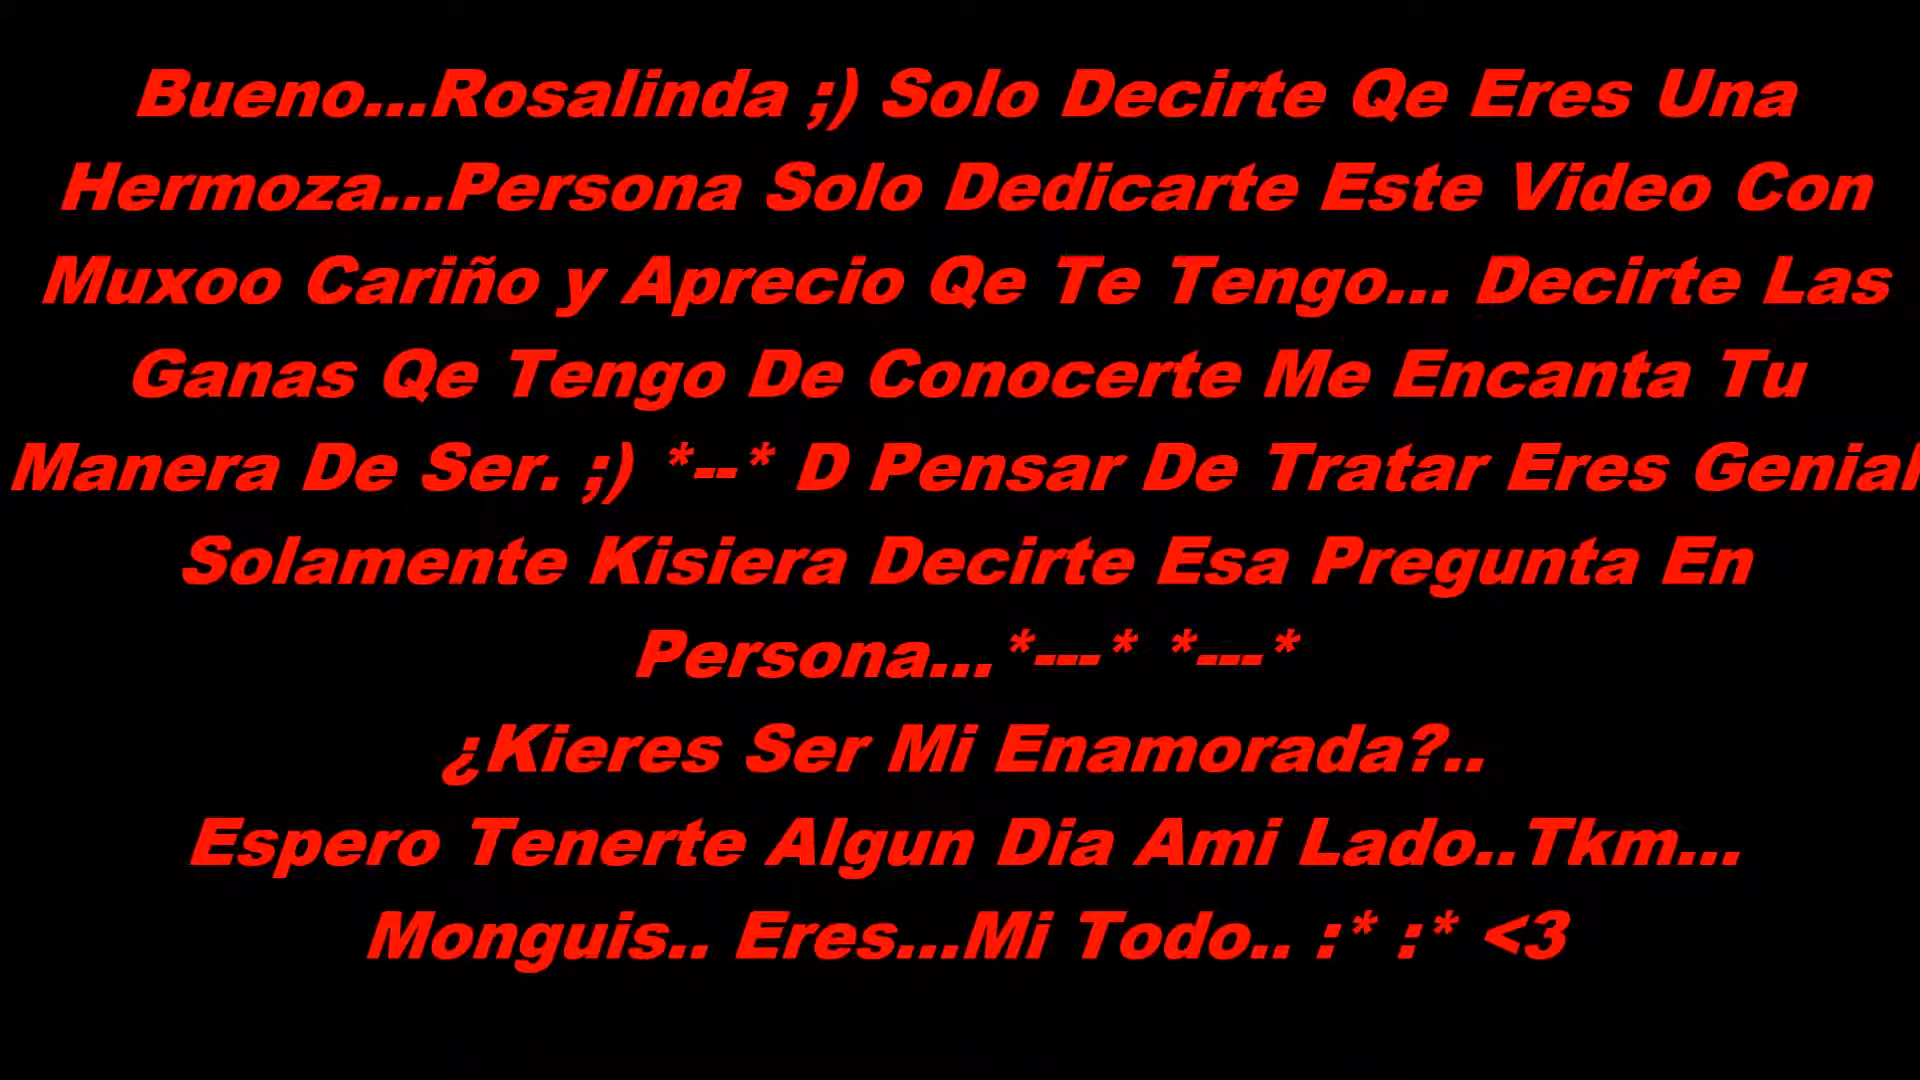 Bueno...Rosalinda ;) Solo Decirte Qe Eres Una
Hermoza...Persona Solo Dedicarte Este Video Con
Muxoo Cariño y Aprecio Qe Te Tengo... Decirte Las
Ganas Qe Tengo De Conocerte Me Encanta Tu
Manera De Ser. ;) *--* D Pensar De Tratar Eres Genial
Solamente Kisiera Decirte Esa Pregunta En
Persona...*---* *---*
¿Kieres Ser Mi Enamorada?..
Espero Tenerte Algun Dia Ami Lado..Tkm...
Monguis.. Eres...Mi Todo.. :* :* <3